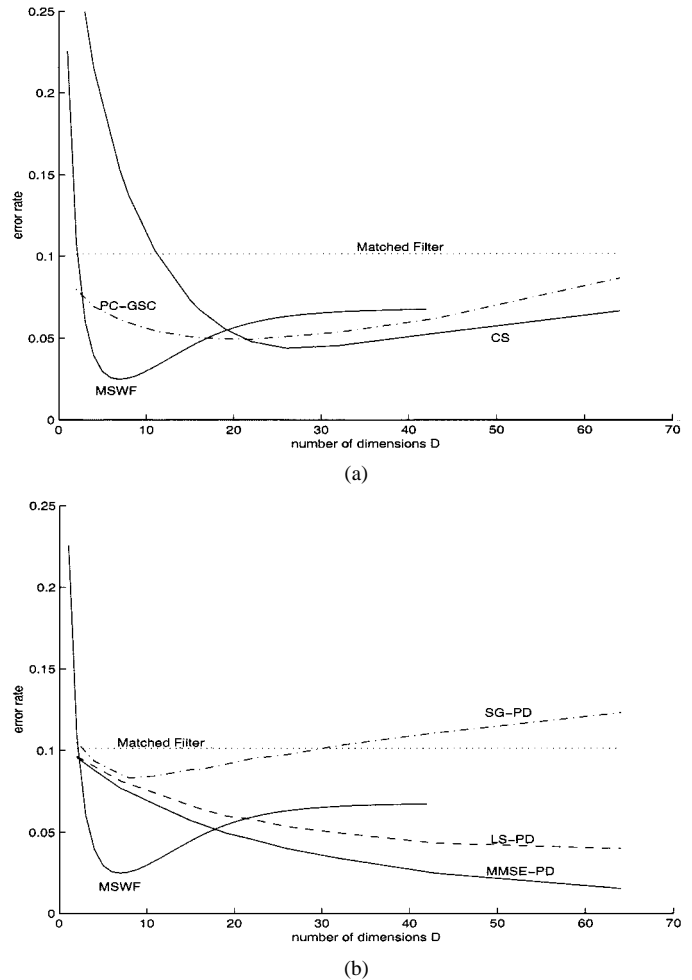 0.25
0.2
0.15
0.1
0.05
0
error rate
Matched Filter
PC-GSC
CS
MSWF
0 10 20 30 40 50 60 70
number of dimensions D
(a)
0.25
0.2
0.15
0.1
0.05
0
error rate
SG-PD
Matched Filter
LS-PD
MMSE-PD
MSWF
0 10 20 30 40 50 60 70
number of dimensions D
(b)